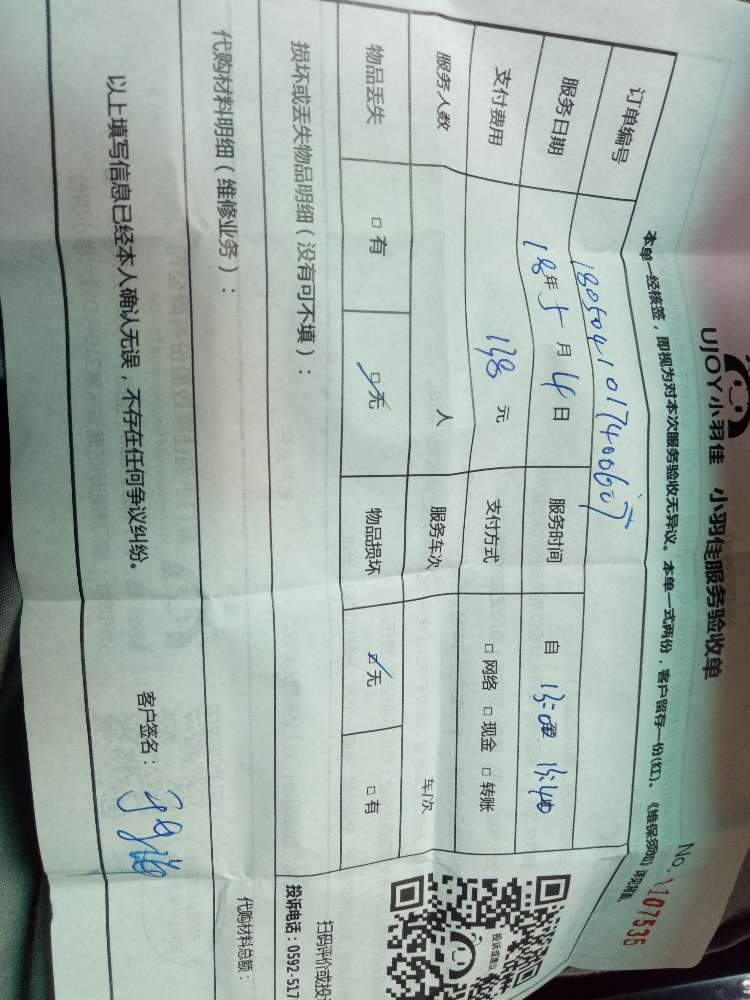 UJOY小羽佳 小羽佳服务验收单
No. 1107535
本单一经核签，即视为对本次服务验收无异议。本单一式两份，客户留存一份(红)。《维保须知》详见背面
订单编号
服务日期 18年5月4日 服务时间 自
支付费用 138元 支付方式 □网络 □现金 □转账
服务人数 人 服务车次 车/次
物品丢失 □有 □无 物品损坏 □无 □有
损坏或丢失物品明细（没有可不填）：
代购材料明细（维修业务）：
代购材料总额：
以上填写信息已经本人确认无误，不存在任何争议纠纷。
客户签名：
扫码评价或投
投诉电话：0592-517